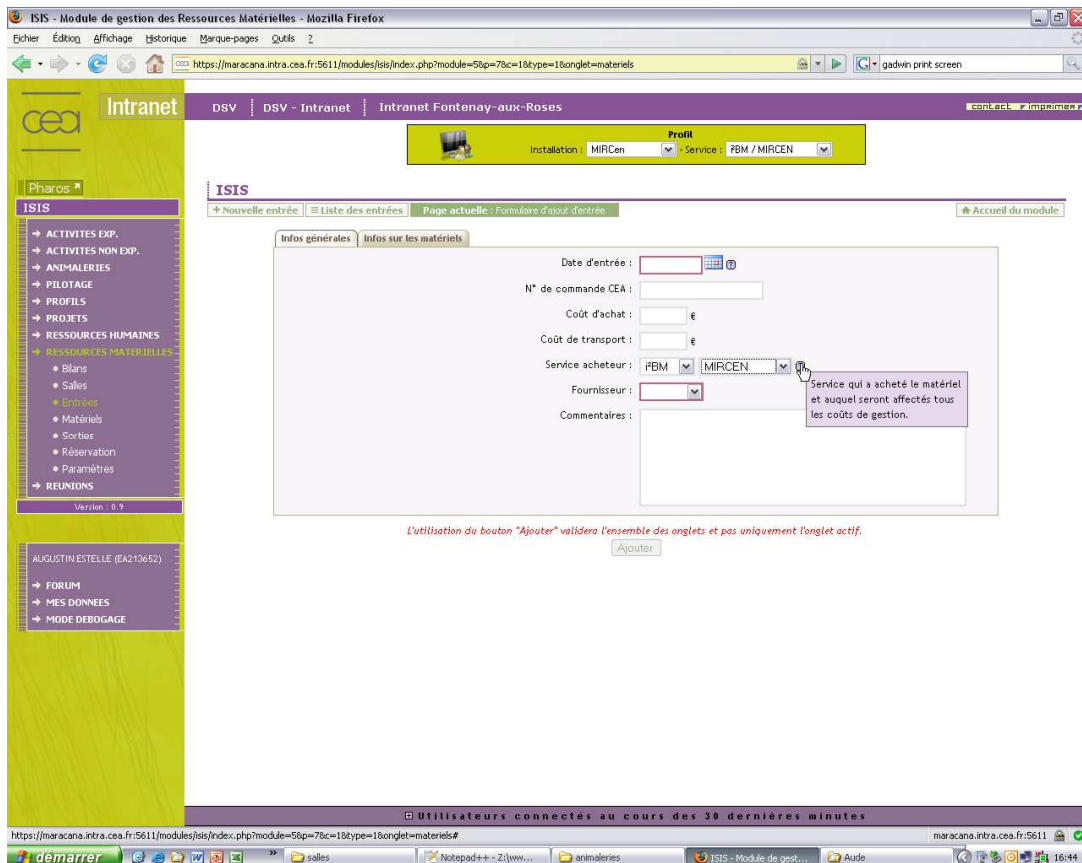 ISIS - Module de gestion des Ressources Matérielles - Mozilla Firefox
Fichier Édition Affichage Historique Marque-pages Outils ?
https://maracana.intra.cea.fr:5611/modules/isis/index.php?module=5&p=7&c=1&type=1&onglet=materiels
gadwin print screen
cea Intranet
DSV DSV - Intranet Intranet Fontenay-aux-Roses
contact imprimer
Profil
Installation : MIRCen - Service : I²BM / MIRCEN
Pharos
ISIS
ISIS
+ Nouvelle entrée Liste des entrées Page actuelle : Formulaire d'ajout d'entrée Accueil du module
ACTIVITES EXP.
ACTIVITES NON EXP.
ANIMALERIES
PILOTAGE
PROFILS
PROJETS
RESSOURCES HUMAINES
RESSOURCES MATERIELLES
Bilans
Salles
Entrées
Matériels
Sorties
Réservation
Paramètres
REUNIONS
Version : 0.9
Infos générales Infos sur les matériels
Date d'entrée :
N° de commande CEA :
Coût d'achat : €
Coût de transport : €
Service acheteur : I²BM MIRCEN
Fournisseur :
Commentaires :
Service qui a acheté le matériel
et auquel seront affectés tous
les coûts de gestion.
L'utilisation du bouton "Ajouter" validera l'ensemble des onglets et pas uniquement l'onglet actif.
Ajouter
AUGUSTIN ESTELLE (EA213652)
FORUM
MES DONNEES
MODE DEBOGAGE
Utilisateurs connectés au cours des 30 dernières minutes
https://maracana.intra.cea.fr:5611/modules/isis/index.php?module=5&p=7&c=1&type=1&onglet=materiels#
maracana.intra.cea.fr:5611
démarrer salles Notepad++ - Z:\ww... animaleries ISIS - Module de gest... Aude 16:44